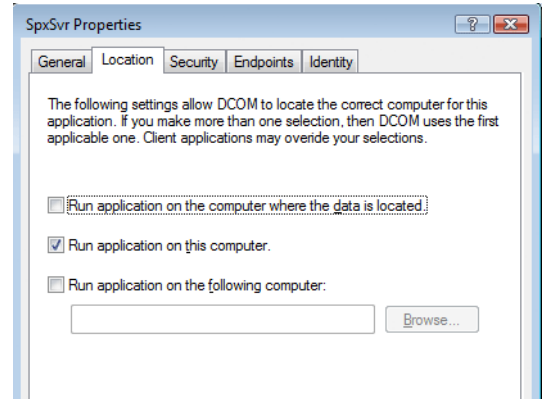 SpxSvr Properties
General Location Security Endpoints Identity
The following settings allow DCOM to locate the correct computer for this
application. If you make more than one selection, then DCOM uses the first
applicable one. Client applications may overide your selections.
Run application on the computer where the data is located.
Run application on this computer.
Run application on the following computer:
Browse...